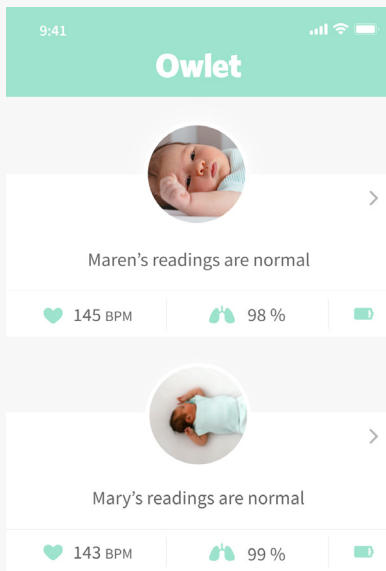 9:41
Owlet
Maren's readings are normal
145 BPM
98 %
Mary's readings are normal
143 BPM
99 %